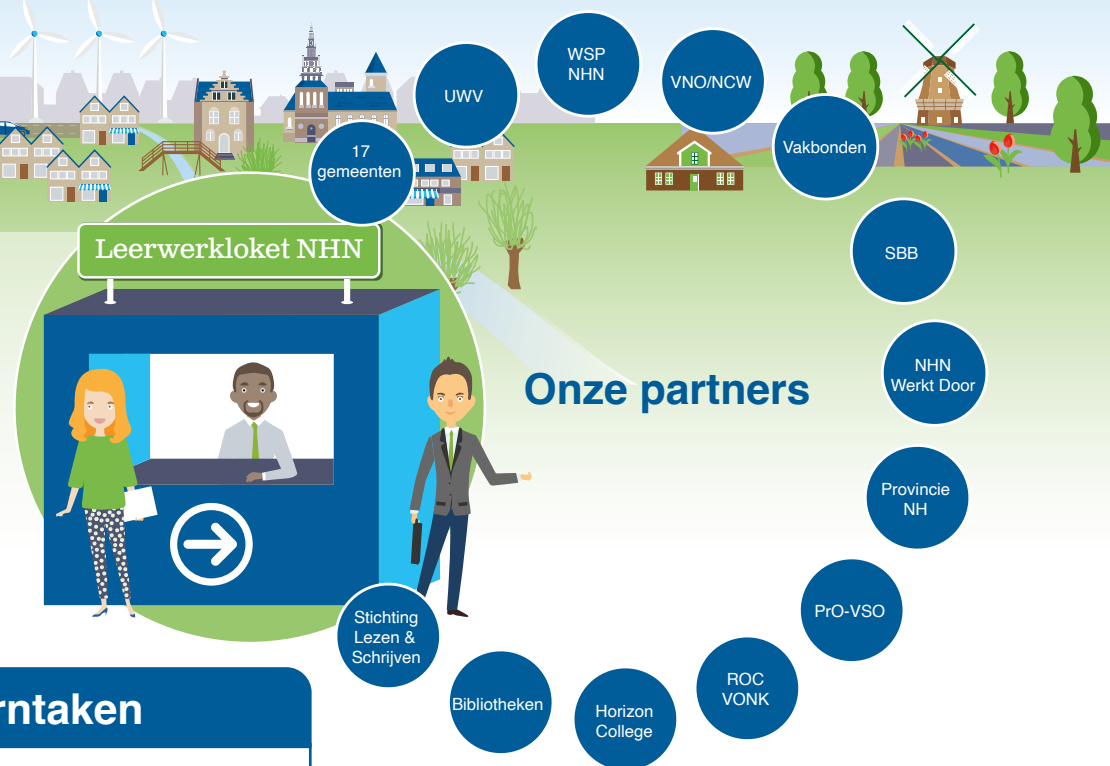 WSP
NHN
VNO/NCW
UWV
Vakbonden
17
gemeenten
Leerwerkloket NHN
SBB
Onze partners
NHN
Werkt Door
Provincie
NH
PrO-VSO
Stichting
Lezen &
Schrijven
ROC
VONK
Bibliotheken
Horizon
College
rntaken